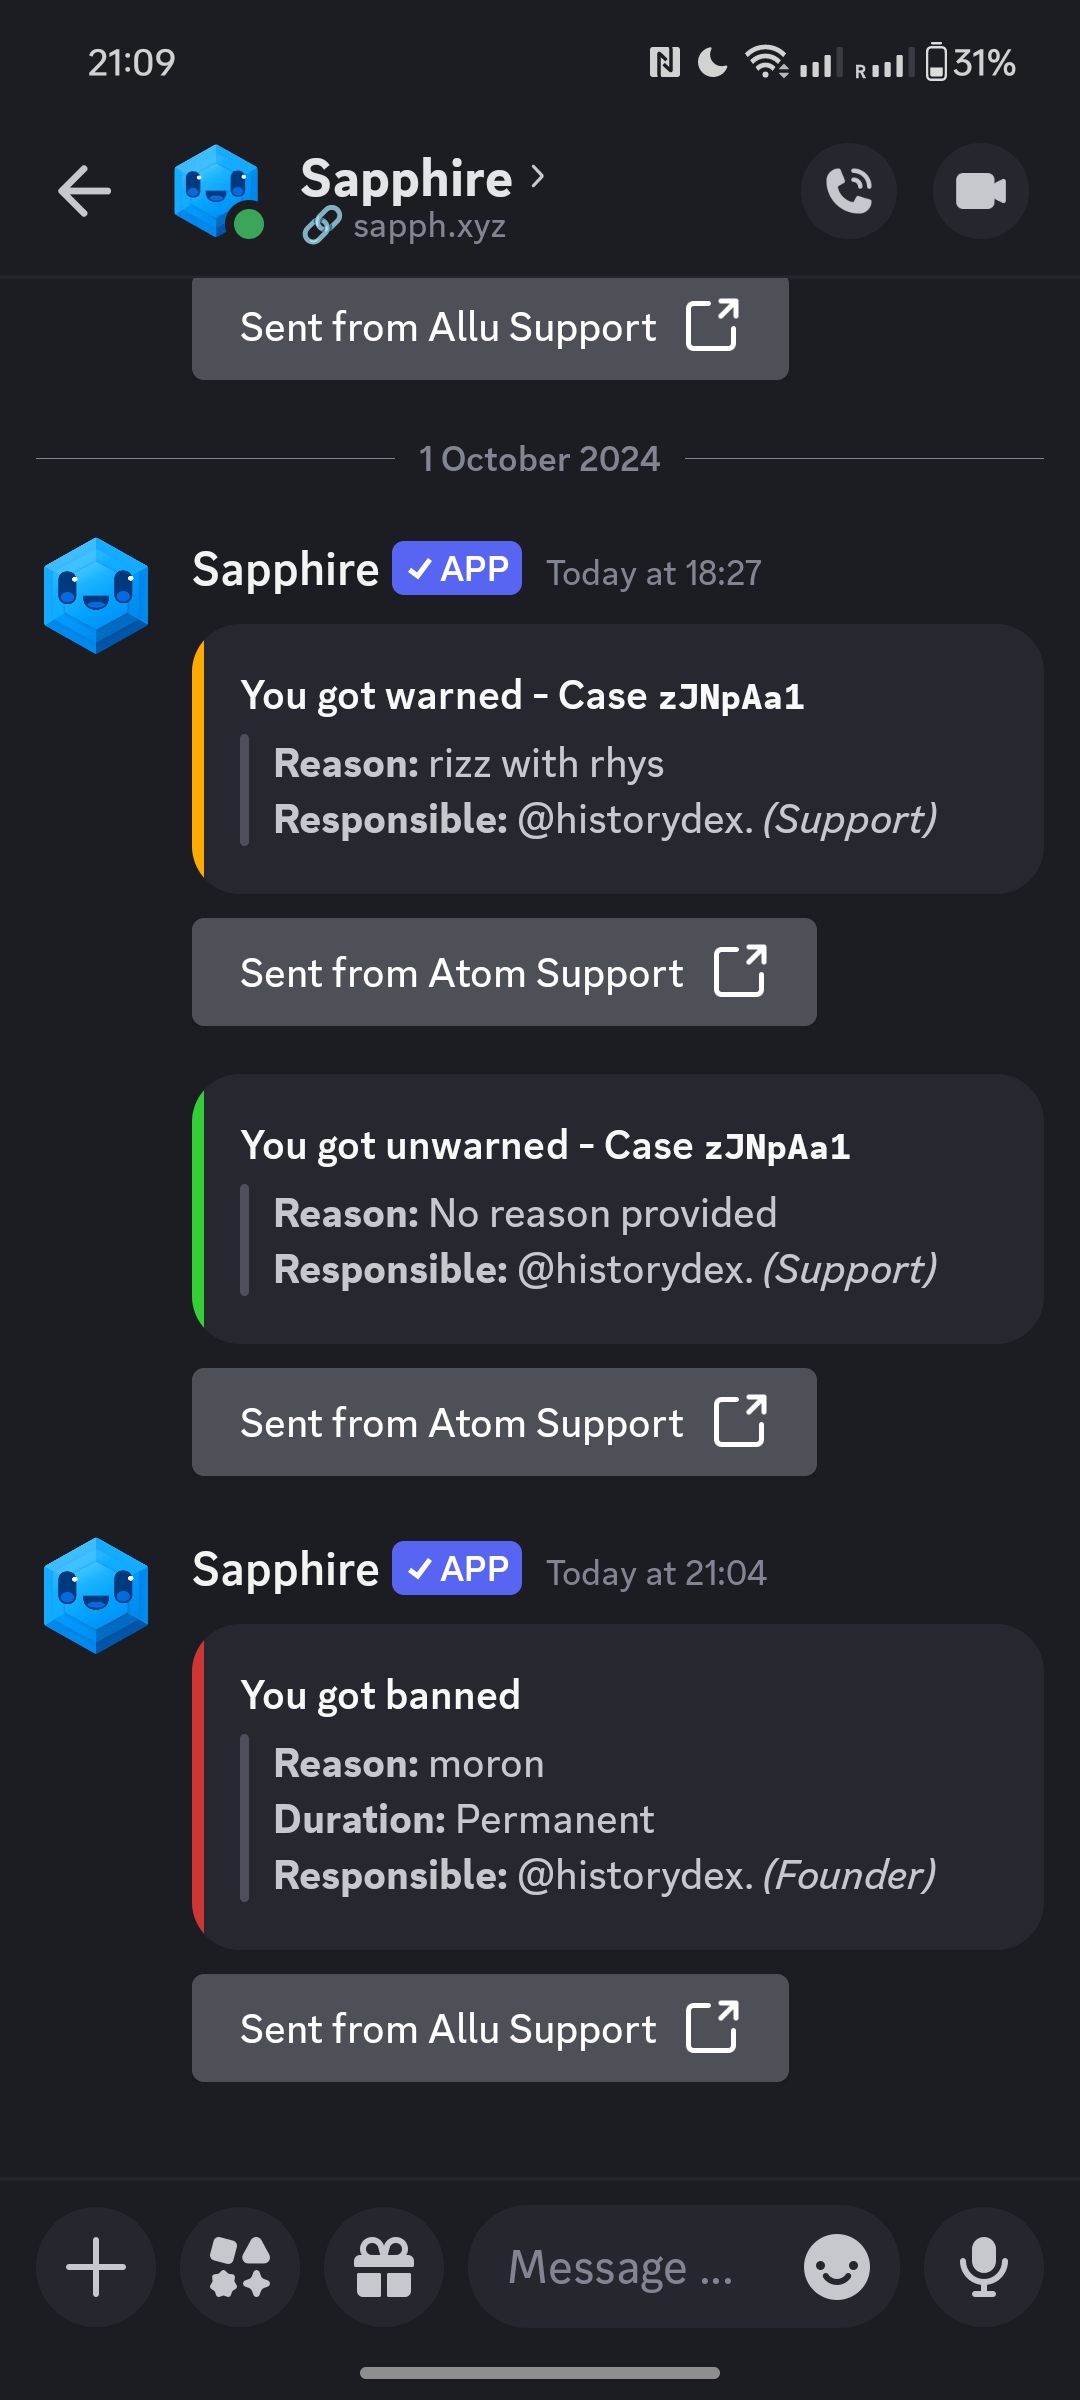 21:09
R
31%
Sapphire
sapph.xyz
Sent from Allu Support
1 October 2024
Sapphire APP Today at 18:27
You got warned - Case zJNpAa1
Reason: rizz with rhys
Responsible: @historydex. (Support)
Sent from Atom Support
You got unwarned - Case zJNpAa1
Reason: No reason provided
Responsible: @historydex. (Support)
Sent from Atom Support
Sapphire APP Today at 21:04
You got banned
Reason: moron
Duration: Permanent
Responsible: @historydex. (Founder)
Sent from Allu Support
Message ...